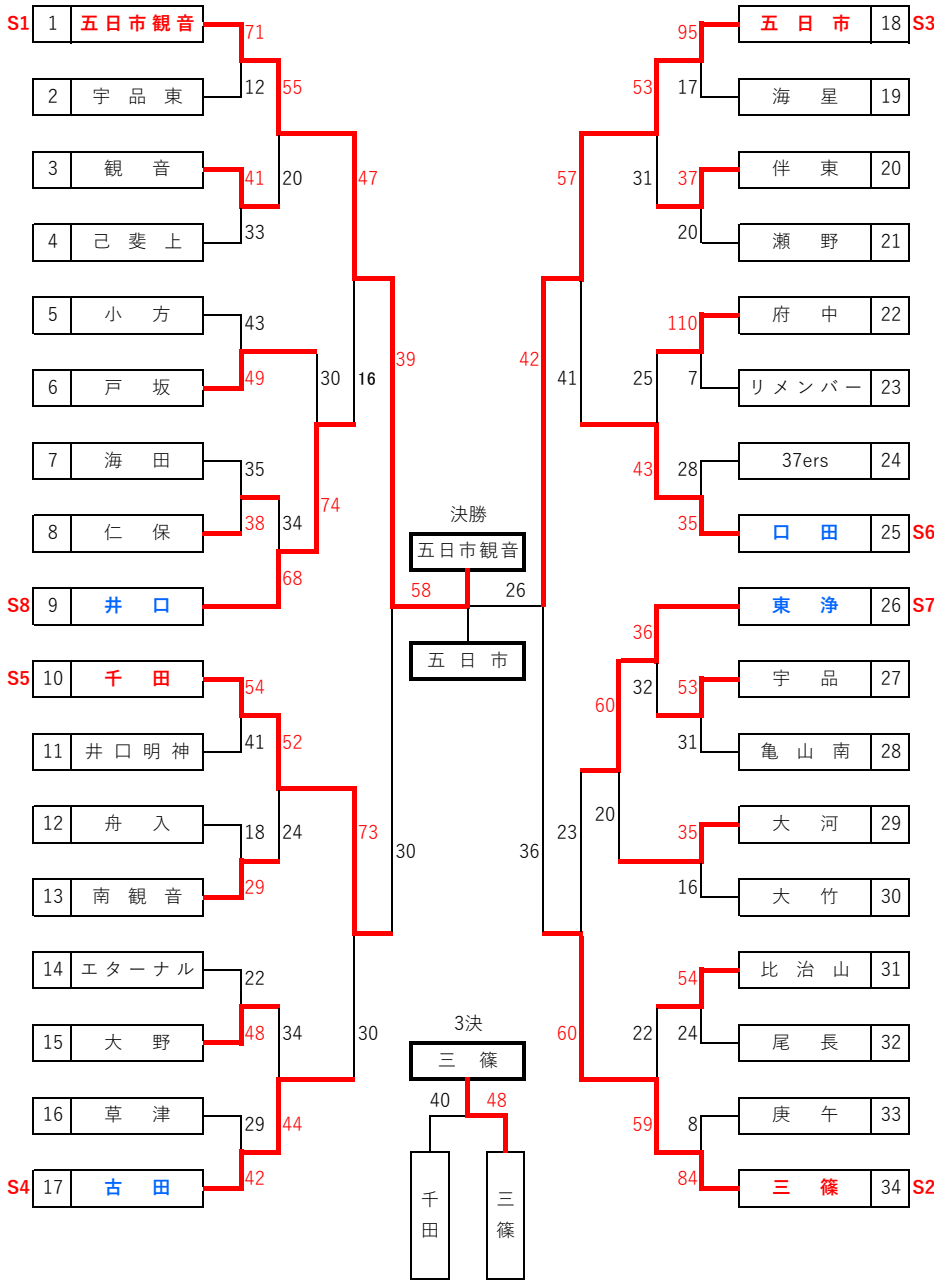 S1 1 五日市観音 71
2 宇品東 12
55
3 観音 41
4 己斐上 33
20
47
5 小方 43
6 戸坂 49
30
16
7 海田 35
8 仁保 38
34
74
S8 9 井口 68
39
S5 10 千田 54
11 井口明神 41
52
12 舟入 18
13 南観音 29
24
73
30
14 エターナル 22
15 大野 48
34
30
16 草津 29
S4 17 古田 42
44
決勝
五日市観音
58 26
五日市
3決
三篠
40 48
千田
三篠
95 五日市 18 S3
17 海星 19
53
37 伴東 20
20 瀬野 21
31
57
42
110 府中 22
7 リメンバー 23
25
41
28 37ers 24
35 口田 25 S6
43
36 東浄 26 S7
53 宇品 27
31 亀山南 28
32
60
35 大河 29
16 大竹 30
20
23
36
54 比治山 31
24 尾長 32
22
60
8 庚午 33
84 三篠 34 S2
59